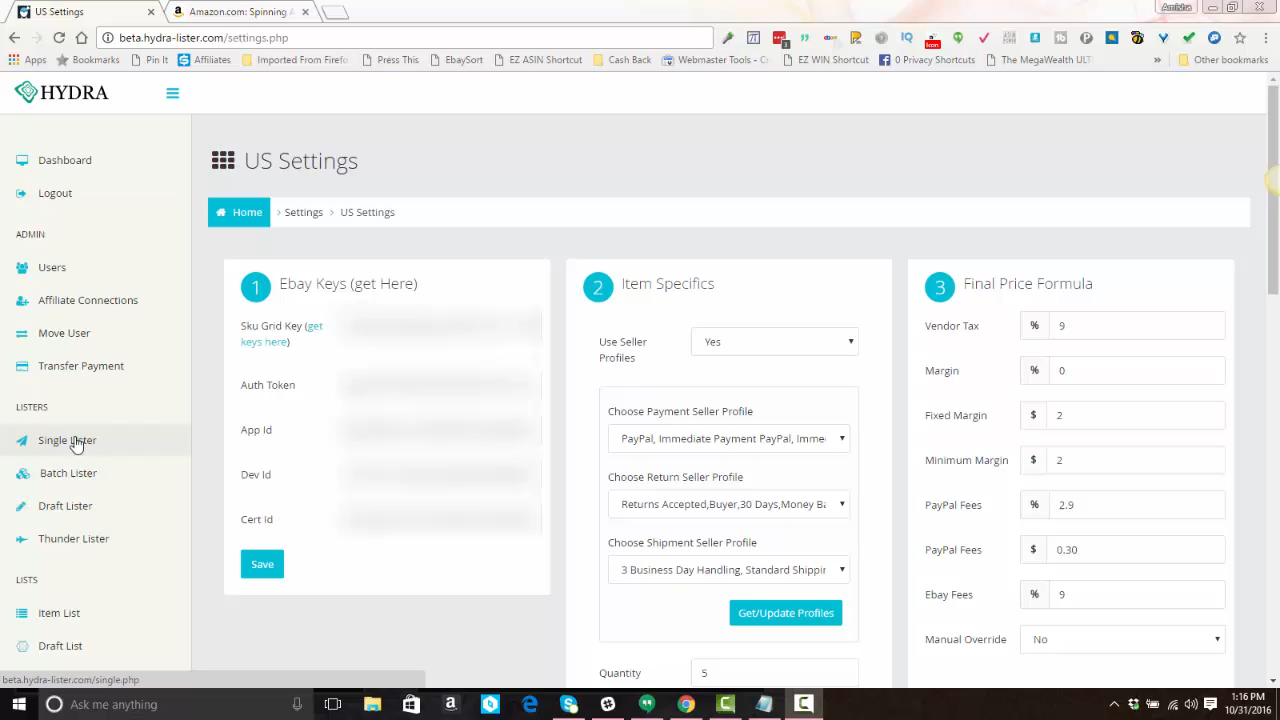 US Settings
Amazon.com: Spinning A
Amistra
beta.hydra-lister.com/settings.php
Apps
Bookmarks
Pin It
Affiliates
Imported From Firefo
Press This
EbaySort
EZ ASIN Shortcut
Cash Back
Webmaster Tools - C
EZ WIN Shortcut
0 Privacy Shortcuts
The MegaWealth ULT
Other bookmarks
HYDRA
Dashboard
Logout
ADMIN
Users
Affiliate Connections
Move User
Transfer Payment
LISTERS
Single Lister
Batch Lister
Draft Lister
Thunder Lister
LISTS
Item List
Draft List
beta.hydra-lister.com/single.php
US Settings
Home > Settings > US Settings
1 Ebay Keys (get Here)
Sku Grid Key (get
keys here)
Auth Token
App Id
Dev Id
Cert Id
Save
2 Item Specifics
Use Seller
Profiles
Yes
Choose Payment Seller Profile
PayPal, Immediate Payment PayPal, Imme
Choose Return Seller Profile
Returns Accepted,Buyer,30 Days,Money Ba
Choose Shipment Seller Profile
3 Business Day Handling, Standard Shippin
Get/Update Profiles
Quantity 5
3 Final Price Formula
Vendor Tax % 9
Margin % 0
Fixed Margin $ 2
Minimum Margin $ 2
PayPal Fees % 2.9
PayPal Fees $ 0.30
Ebay Fees % 9
Manual Override No
Ask me anything
1:16 PM
10/31/2016